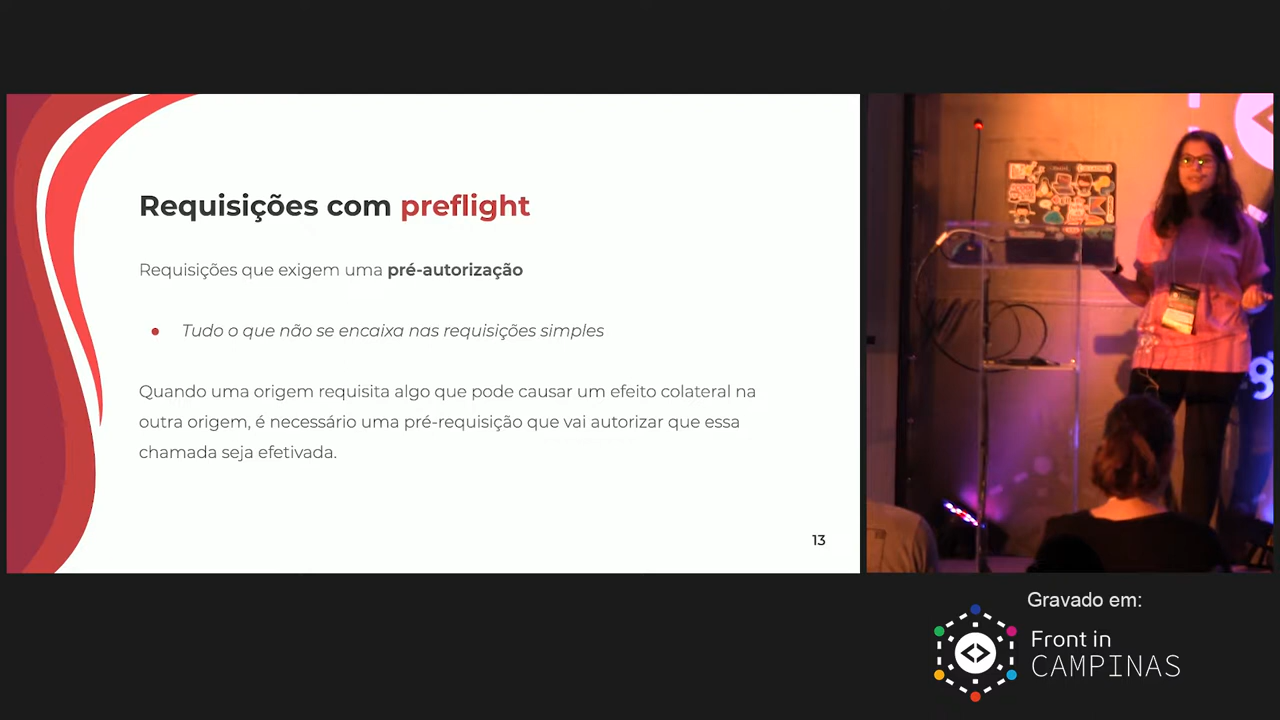 Requisições com preflight
Requisições que exigem uma pré-autorização
● Tudo o que não se encaixa nas requisições simples
Quando uma origem requisita algo que pode causar um efeito colateral na
outra origem, é necessário uma pré-requisição que vai autorizar que essa
chamada seja efetivada.
13
Gravado em:
Front in
CAMPINAS